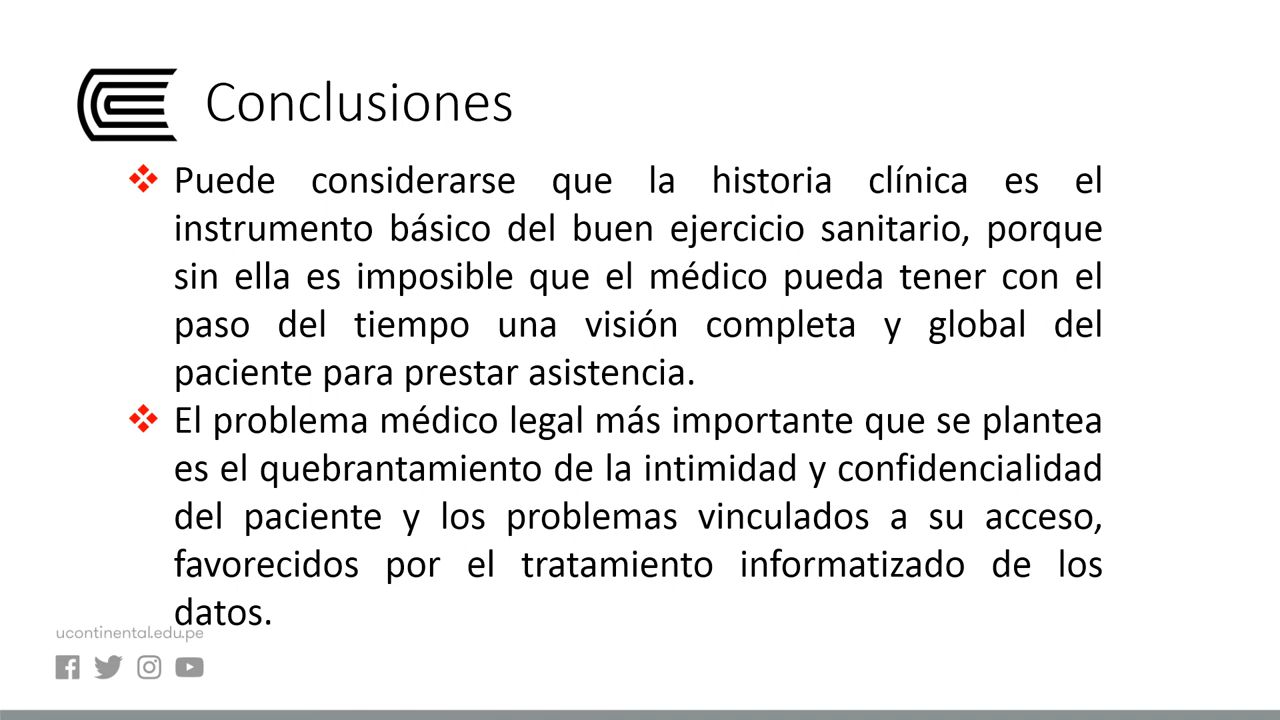 Conclusiones
Puede considerarse que la historia clínica es el
instrumento básico del buen ejercicio sanitario, porque
sin ella es imposible que el médico pueda tener con el
paso del tiempo una visión completa y global del
paciente para prestar asistencia.
El problema médico legal más importante que se plantea
es el quebrantamiento de la intimidad y confidencialidad
del paciente y los problemas vinculados a su acceso,
favorecidos por el tratamiento informatizado de los
datos.
ucontinental.edu.pe